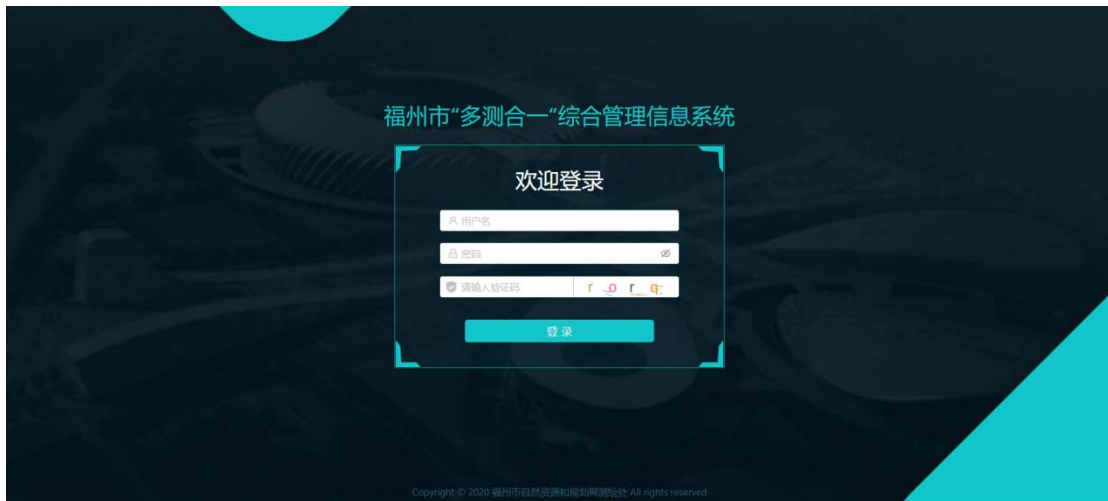 福州市“多测合一”综合管理信息系统
欢迎登录
用户名
密码
请输入验证码 r o r q
登 录
Copyright © 2020 福州市自然资源和规划局测绘处 All rights reserved